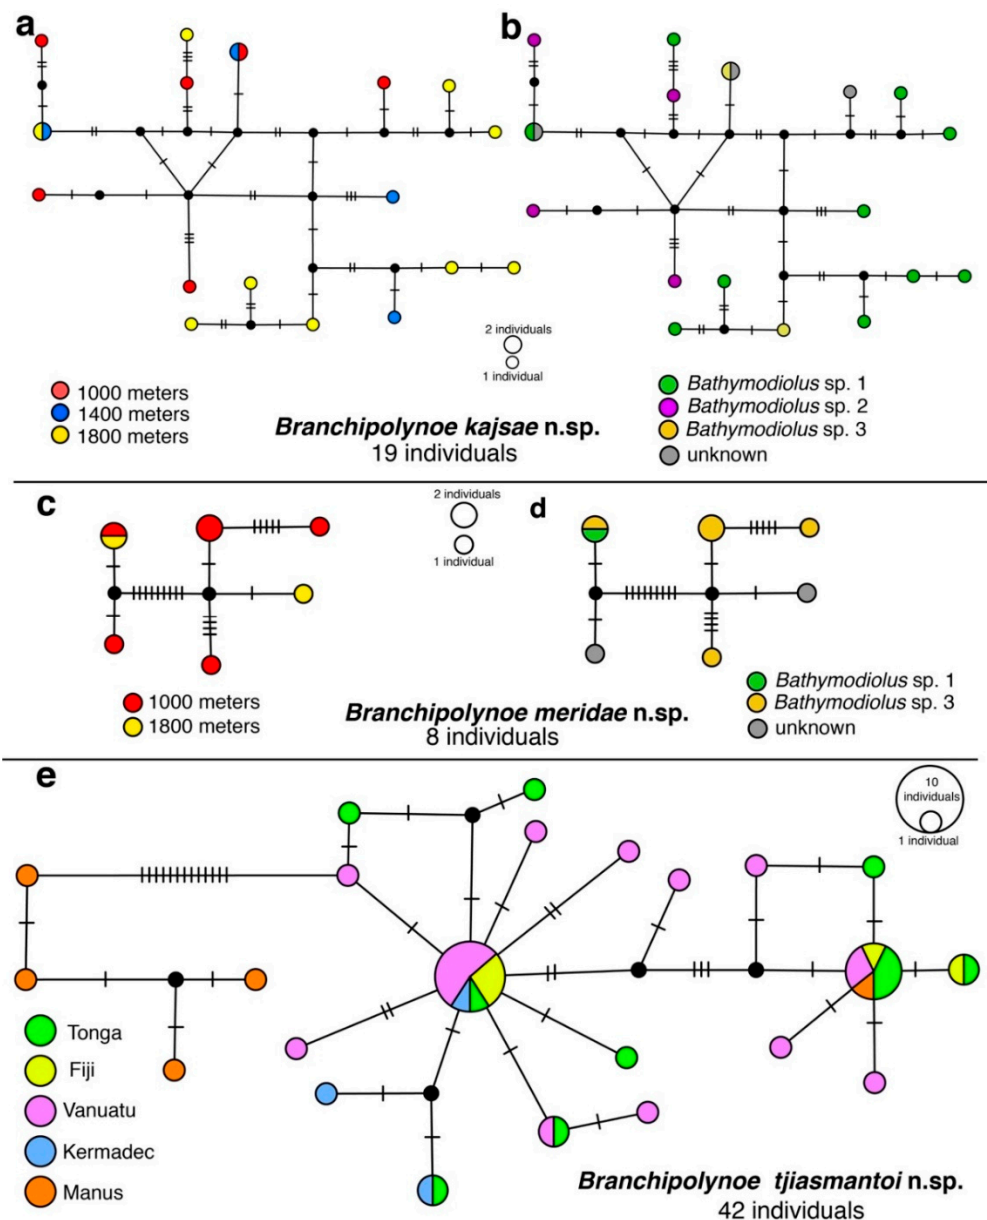 a
b
2 individuals
1 individual
1000 meters
1400 meters
1800 meters
Bathymodiolus sp. 1
Bathymodiolus sp. 2
Bathymodiolus sp. 3
unknown
Branchipolynoe kajsae n.sp.
19 individuals
c
d
2 individuals
1 individual
1000 meters
1800 meters
Bathymodiolus sp. 1
Bathymodiolus sp. 3
unknown
Branchipolynoe meridae n.sp.
8 individuals
e
10
individuals
1 individual
Tonga
Fiji
Vanuatu
Kermadec
Manus
Branchipolynoe tjiasmantoi n.sp.
42 individuals